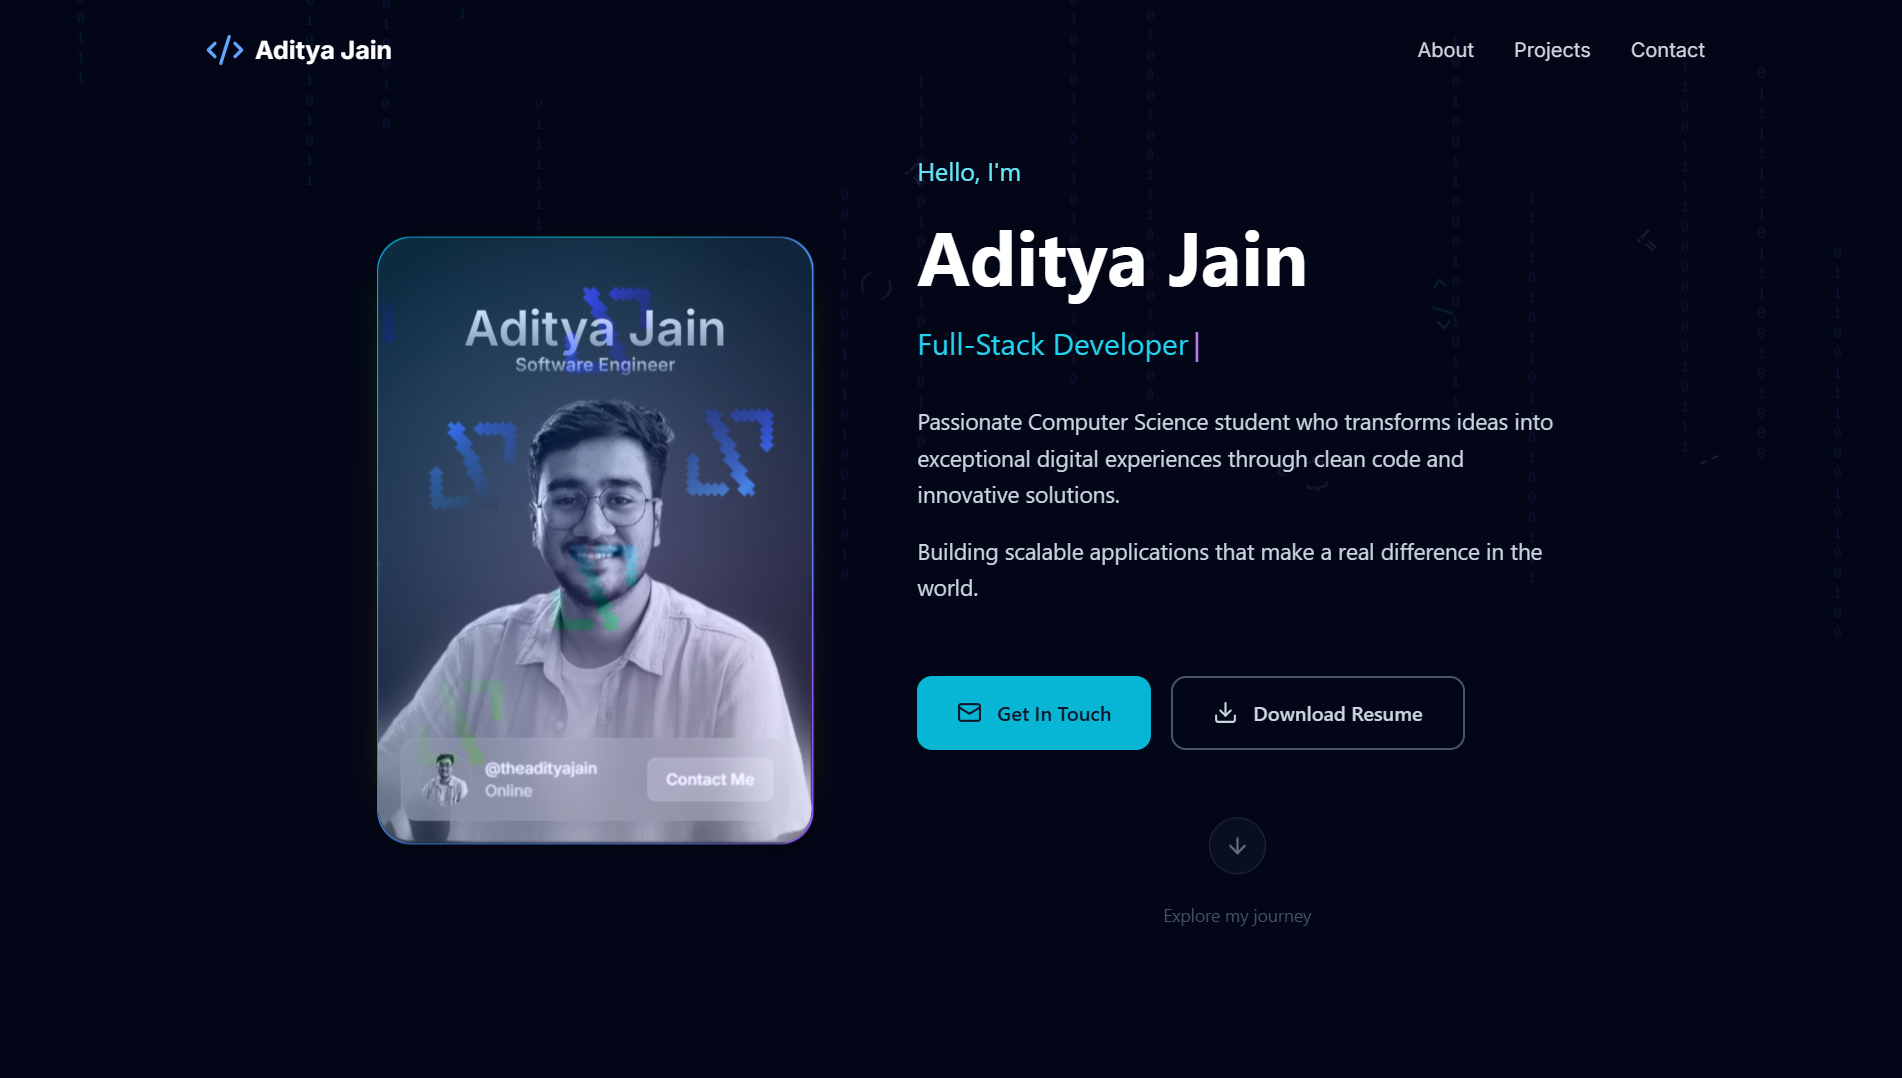 Aditya Jain
About
Projects
Contact
Hello, I'm
Aditya Jain
Full-Stack Developer
Passionate Computer Science student who transforms ideas into
exceptional digital experiences through clean code and
innovative solutions.
Building scalable applications that make a real difference in the
world.
Get In Touch
Download Resume
Explore my journey
Aditya Jain
Software Engineer
@theadityajain
Online
Contact Me